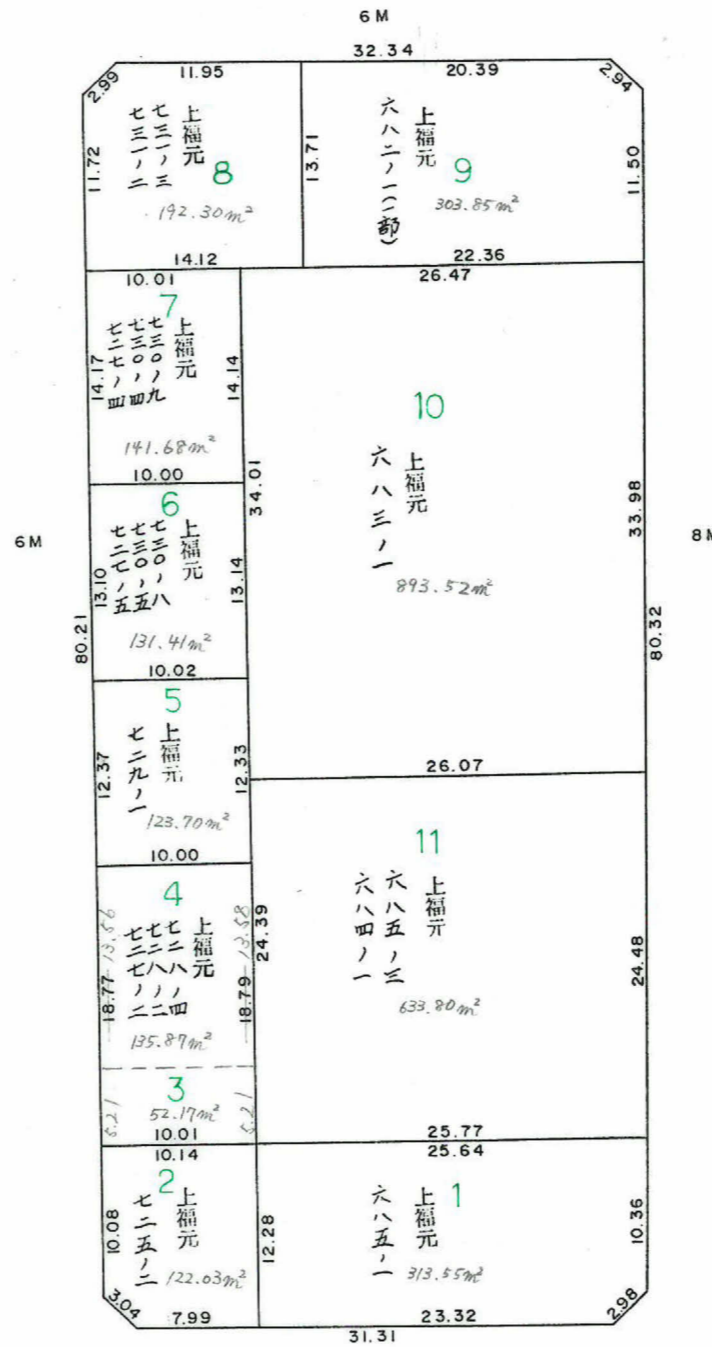 6M
32.34
2.99
11.95
20.39
2.94
11.72
上福元
七三一ノ三
七三一ノ二
8
192.30m²
13.71
上福元
六八二ノ一(一部)
9
303.85m²
11.50
14.12
22.36
10.01
26.47
7
上福元
七三〇ノ九
七三〇ノ四
七二七ノ四
14.17
14.14
141.68m²
10.00
34.01
10
上福元
六八三ノ一
893.52m²
33.98
6M
8M
6
上福元
七三〇ノ八
七三〇ノ五
七二七ノ五
13.10
13.14
131.41m²
10.02
80.21
80.32
5
上福元
七二九ノ一
12.37
12.33
123.70m²
10.00
26.07
4
上福元
七二八ノ四
七二八ノ二
七二七ノ二
18.77
13.56
18.79
13.58
135.87m²
24.39
11
上福元
六八五ノ三
六八四ノ一
633.80m²
24.48
3
5.21
52.17m²
5.21
10.01
25.77
10.14
25.64
2
上福元
七二五ノ二
10.08
122.03m²
12.28
1
上福元
六八五ノ一
313.55m²
10.36
3.04
7.99
23.32
2.98
31.31